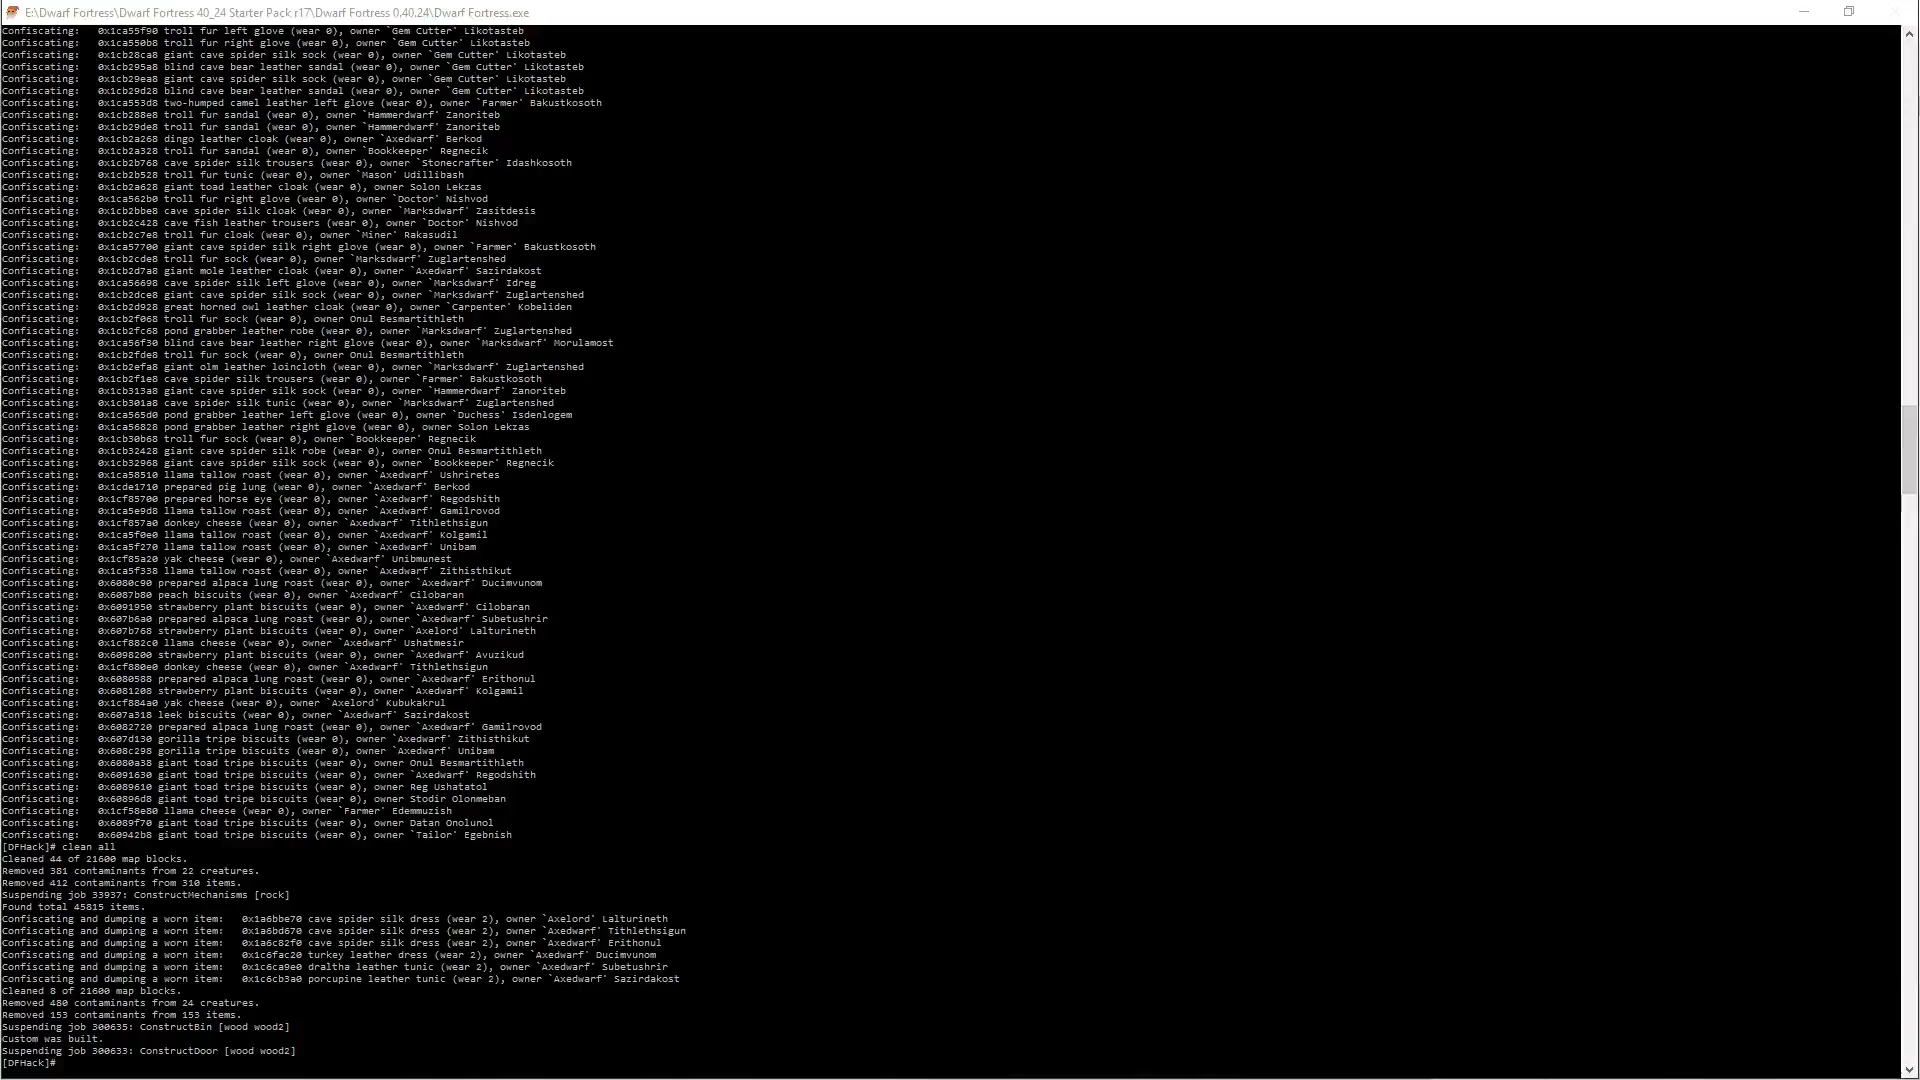 E:\Dwarf Fortress\Dwarf Fortress 40_24 Starter Pack r17\Dwarf Fortress 0.40.24\Dwarf Fortress.exe
Confiscating:   0x1ca55f90 troll fur left glove (wear 0), owner `Gem Cutter' Likotasteb
Confiscating:   0x1ca550b8 troll fur right glove (wear 0), owner `Gem Cutter' Likotasteb
Confiscating:   0x1cb28ca8 giant cave spider silk sock (wear 0), owner `Gem Cutter' Likotasteb
Confiscating:   0x1cb295a8 blind cave bear leather sandal (wear 0), owner `Gem Cutter' Likotasteb
Confiscating:   0x1cb29ea8 giant cave spider silk sock (wear 0), owner `Gem Cutter' Likotasteb
Confiscating:   0x1cb29d28 blind cave bear leather sandal (wear 0), owner `Gem Cutter' Likotasteb
Confiscating:   0x1ca553d8 two-humped camel leather left glove (wear 0), owner `Farmer' Bakustkosoth
Confiscating:   0x1cb288e8 troll fur sandal (wear 0), owner `Hammerdwarf' Zanoriteb
Confiscating:   0x1cb29de8 troll fur sandal (wear 0), owner `Hammerdwarf' Zanoriteb
Confiscating:   0x1cb2a268 dingo leather cloak (wear 0), owner `Axedwarf' Berkod
Confiscating:   0x1cb2a328 troll fur sandal (wear 0), owner `Bookkeeper' Regnecik
Confiscating:   0x1cb2b768 cave spider silk trousers (wear 0), owner `Stonecrafter' Idashkosoth
Confiscating:   0x1cb2b528 troll fur tunic (wear 0), owner `Mason' Udillibash
Confiscating:   0x1cb2a628 giant toad leather cloak (wear 0), owner Solon Lekzas
Confiscating:   0x1ca562b0 troll fur right glove (wear 0), owner `Doctor' Nishvod
Confiscating:   0x1cb2bbe8 cave spider silk cloak (wear 0), owner `Marksdwarf' Zasitdesis
Confiscating:   0x1cb2c428 cave fish leather trousers (wear 0), owner `Doctor' Nishvod
Confiscating:   0x1cb2c7e8 troll fur cloak (wear 0), owner `Miner' Rakasudil
Confiscating:   0x1ca57700 giant cave spider silk right glove (wear 0), owner `Farmer' Bakustkosoth
Confiscating:   0x1cb2cde8 troll fur sock (wear 0), owner `Marksdwarf' Zuglartenshed
Confiscating:   0x1cb2d7a8 giant mole leather cloak (wear 0), owner `Axedwarf' Sazirdakost
Confiscating:   0x1ca56698 cave spider silk left glove (wear 0), owner `Marksdwarf' Idreg
Confiscating:   0x1cb2dce8 giant cave spider silk sock (wear 0), owner `Marksdwarf' Zuglartenshed
Confiscating:   0x1cb2d928 great horned owl leather cloak (wear 0), owner `Carpenter' Kobeliden
Confiscating:   0x1cb2f068 troll fur sock (wear 0), owner Onul Besmartithleth
Confiscating:   0x1cb2fc68 pond grabber leather robe (wear 0), owner `Marksdwarf' Zuglartenshed
Confiscating:   0x1ca56f30 blind cave bear leather right glove (wear 0), owner `Marksdwarf' Morulamost
Confiscating:   0x1cb2fde8 troll fur sock (wear 0), owner Onul Besmartithleth
Confiscating:   0x1cb2efa8 giant olm leather loincloth (wear 0), owner `Marksdwarf' Zuglartenshed
Confiscating:   0x1cb2f1e8 cave spider silk trousers (wear 0), owner `Farmer' Bakustkosoth
Confiscating:   0x1cb313a8 giant cave spider silk sock (wear 0), owner `Hammerdwarf' Zanoriteb
Confiscating:   0x1cb301a8 cave spider silk tunic (wear 0), owner `Marksdwarf' Zuglartenshed
Confiscating:   0x1ca565d0 pond grabber leather left glove (wear 0), owner `Duchess' Isdenlogem
Confiscating:   0x1ca56828 pond grabber leather right glove (wear 0), owner Solon Lekzas
Confiscating:   0x1cb30b68 troll fur sock (wear 0), owner `Bookkeeper' Regnecik
Confiscating:   0x1cb32428 giant cave spider silk robe (wear 0), owner Onul Besmartithleth
Confiscating:   0x1cb32968 giant cave spider silk sock (wear 0), owner `Bookkeeper' Regnecik
Confiscating:   0x1ca58510 llama tallow roast (wear 0), owner `Axedwarf' Ushriretes
Confiscating:   0x1cde1710 prepared pig lung (wear 0), owner `Axedwarf' Berkod
Confiscating:   0x1cf85700 prepared horse eye (wear 0), owner `Axedwarf' Regodshith
Confiscating:   0x1ca5e9d8 llama tallow roast (wear 0), owner `Axedwarf' Gamilrovod
Confiscating:   0x1cf857a0 donkey cheese (wear 0), owner `Axedwarf' Tithlethsigun
Confiscating:   0x1ca5f0e0 llama tallow roast (wear 0), owner `Axedwarf' Kolgamil
Confiscating:   0x1ca5f270 llama tallow roast (wear 0), owner `Axedwarf' Unibam
Confiscating:   0x1cf85a20 yak cheese (wear 0), owner `Axedwarf' Unibmunest
Confiscating:   0x1ca5f338 llama tallow roast (wear 0), owner `Axedwarf' Zithisthikut
Confiscating:   0x6080c90 prepared alpaca lung roast (wear 0), owner `Axedwarf' Ducimvunom
Confiscating:   0x6087b80 peach biscuits (wear 0), owner `Axedwarf' Cilobaran
Confiscating:   0x6091950 strawberry plant biscuits (wear 0), owner `Axedwarf' Cilobaran
Confiscating:   0x607b6a0 prepared alpaca lung roast (wear 0), owner `Axedwarf' Subetushrir
Confiscating:   0x607b768 strawberry plant biscuits (wear 0), owner `Axelord' Lalturineth
Confiscating:   0x1cf882c0 llama cheese (wear 0), owner `Axedwarf' Ushatmesir
Confiscating:   0x6098200 strawberry plant biscuits (wear 0), owner `Axedwarf' Avuzikud
Confiscating:   0x1cf880e0 donkey cheese (wear 0), owner `Axedwarf' Tithlethsigun
Confiscating:   0x6080588 prepared alpaca lung roast (wear 0), owner `Axedwarf' Erithonul
Confiscating:   0x6081208 strawberry plant biscuits (wear 0), owner `Axedwarf' Kolgamil
Confiscating:   0x1cf884a0 yak cheese (wear 0), owner `Axelord' Kubukakrul
Confiscating:   0x607a318 leek biscuits (wear 0), owner `Axedwarf' Sazirdakost
Confiscating:   0x6082720 prepared alpaca lung roast (wear 0), owner `Axedwarf' Gamilrovod
Confiscating:   0x607d130 gorilla tripe biscuits (wear 0), owner `Axedwarf' Zithisthikut
Confiscating:   0x608c298 gorilla tripe biscuits (wear 0), owner `Axedwarf' Unibam
Confiscating:   0x6080a38 giant toad tripe biscuits (wear 0), owner Onul Besmartithleth
Confiscating:   0x6091630 giant toad tripe biscuits (wear 0), owner `Axedwarf' Regodshith
Confiscating:   0x6089610 giant toad tripe biscuits (wear 0), owner Reg Ushatatol
Confiscating:   0x60896d8 giant toad tripe biscuits (wear 0), owner Stodir Olonmeban
Confiscating:   0x1cf58e80 llama cheese (wear 0), owner `Farmer' Edemmuzish
Confiscating:   0x6089f70 giant toad tripe biscuits (wear 0), owner Datan Onolunol
Confiscating:   0x60942b8 giant toad tripe biscuits (wear 0), owner `Tailor' Egebnish
[DFHack]# clean all
Cleaned 44 of 21600 map blocks.
Removed 381 contaminants from 22 creatures.
Removed 412 contaminants from 310 items.
Suspending job 33937: ConstructMechanisms [rock]
Found total 45815 items.
Confiscating and dumping a worn item:   0x1a6bbe70 cave spider silk dress (wear 2), owner `Axelord' Lalturineth
Confiscating and dumping a worn item:   0x1a6bd670 cave spider silk dress (wear 2), owner `Axedwarf' Tithlethsigun
Confiscating and dumping a worn item:   0x1a6c82f0 cave spider silk dress (wear 2), owner `Axedwarf' Erithonul
Confiscating and dumping a worn item:   0x1c6fac20 turkey leather dress (wear 2), owner `Axedwarf' Ducimvunom
Confiscating and dumping a worn item:   0x1c6ca9e0 draltha leather tunic (wear 2), owner `Axedwarf' Subetushrir
Confiscating and dumping a worn item:   0x1c6cb3a0 porcupine leather tunic (wear 2), owner `Axedwarf' Sazirdakost
Cleaned 8 of 21600 map blocks.
Removed 480 contaminants from 24 creatures.
Removed 153 contaminants from 153 items.
Suspending job 300635: ConstructBin [wood wood2]
Custom was built.
Suspending job 300633: ConstructDoor [wood wood2]
[DFHack]#